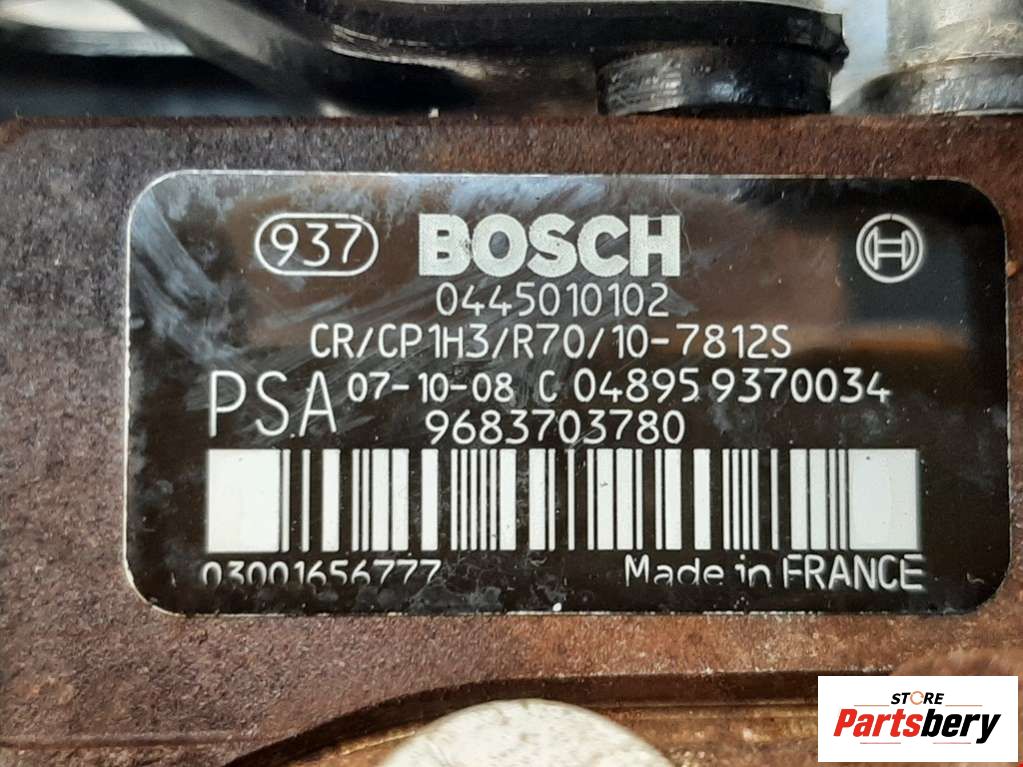 937 BOSCH
0445010102
CR/CP1H3/R70/10-7812S
PSA 07-10-08 C 04895 9370034
9683703780
03001656777
Made in FRANCE
STORE
Partsbery